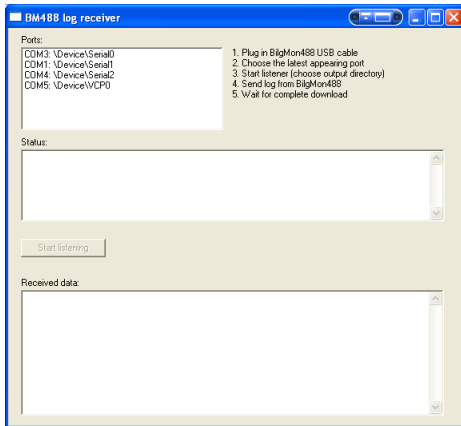 BM488 log receiver
Ports:
COM3: \Device\Serial0
COM1: \Device\Serial1
COM4: \Device\Serial2
COM5: \Device\VCP0
1. Plug in BilgMon488 USB cable
2. Choose the latest appearing port
3. Start listener (choose output directory)
4. Send log from BilgMon488
5. Wait for complete download
Status:
Start listening
Received data: